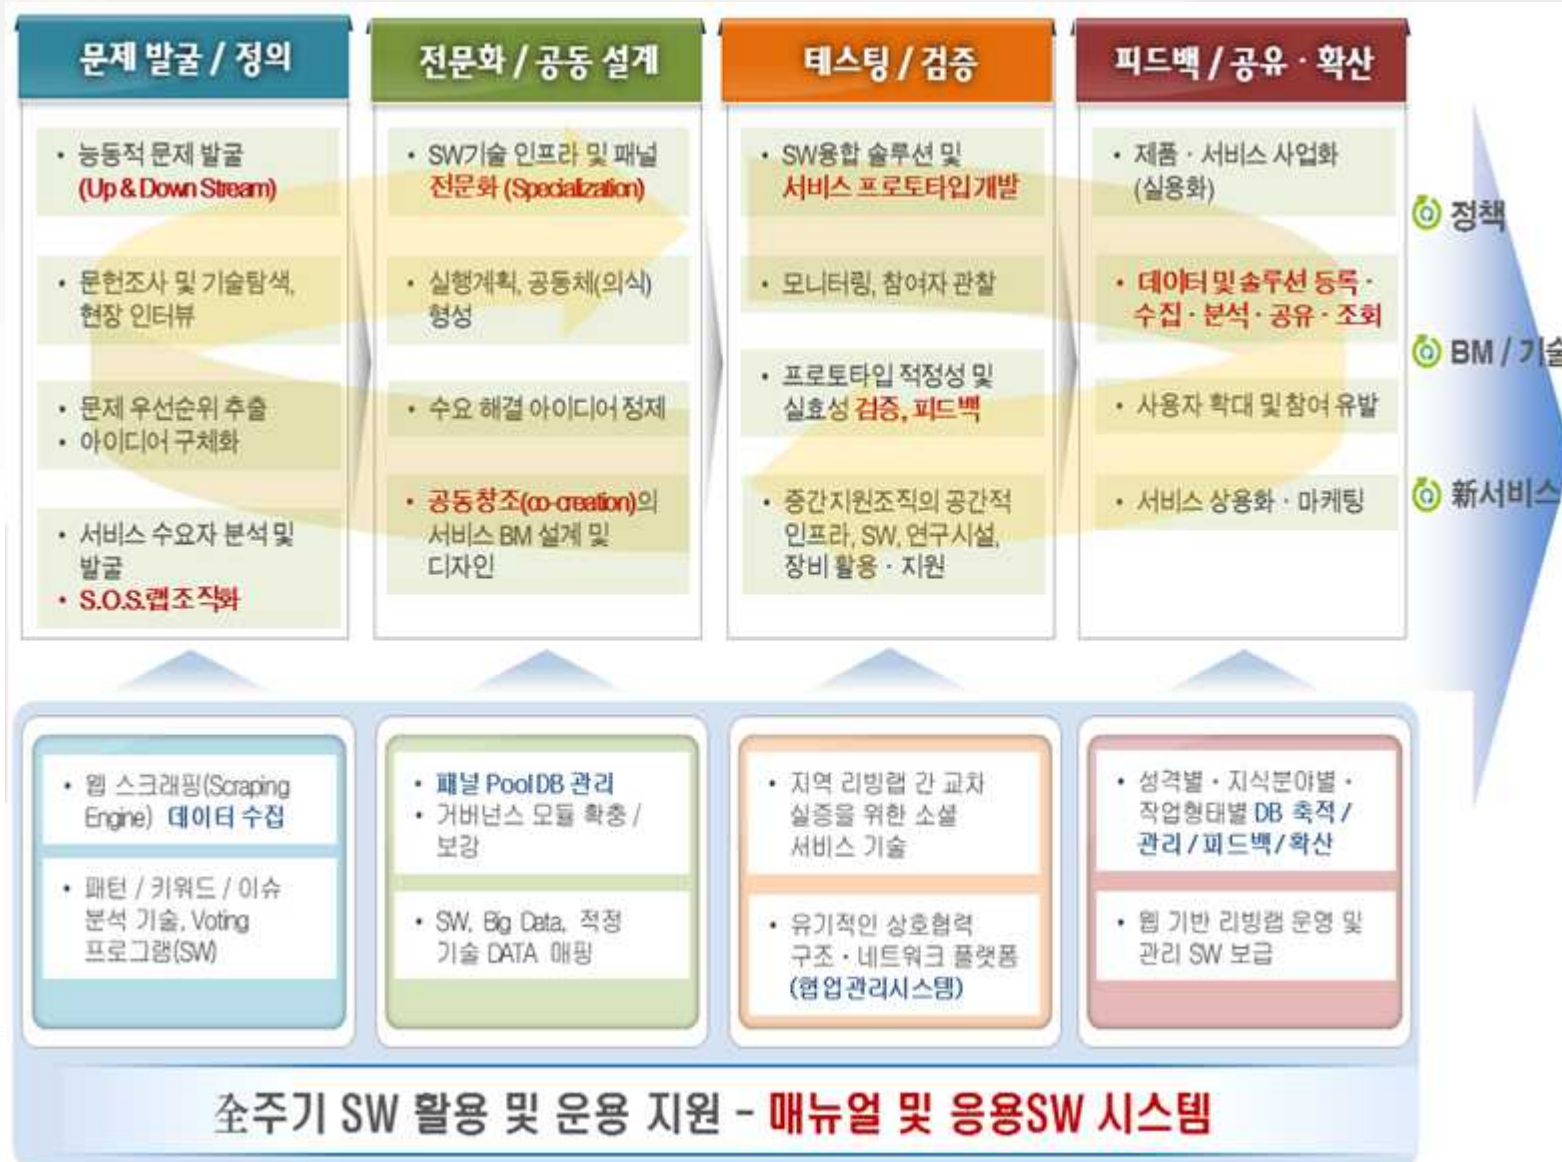 문제 발굴 / 정의
• 능동적 문제 발굴
(Up & Down Stream)
• 문헌조사 및 기술탐색,
현장 인터뷰
• 문제 우선순위 추출
• 아이디어 구체화
• 서비스 수요자 분석 및
발굴
• S.O.S.랩조직화
전문화 / 공동 설계
• SW기술 인프라 및 패널
전문화 (Specialization)
• 실행계획, 공동체(의식)
형성
• 수요 해결 아이디어 정제
• 공동창조(co-creation)의
서비스 BM 설계 및
디자인
테스팅 / 검증
• SW융합 솔루션 및
서비스 프로토타입개발
• 모니터링, 참여자 관찰
• 프로토타입 적정성 및
실효성 검증, 피드백
• 중간지원조직의 공간적
인프라, SW, 연구시설,
장비 활용 · 지원
피드백 / 공유 · 확산
• 제품 · 서비스 사업화
(실용화)
• 데이터 및 솔루션 등록 ·
수집 · 분석 · 공유 · 조회
• 사용자 확대 및 참여 유발
• 서비스 상용화 · 마케팅
정책
BM / 기술
新서비스
• 웹 스크래핑(Scraping
Engine) 데이터 수집
• 패턴 / 키워드 / 이슈
분석 기술, Voting
프로그램(SW)
• 패널 Pool DB 관리
• 거버넌스 모듈 확충 /
보강
• SW, Big Data, 적정
기술 DATA 매핑
• 지역 리빙랩 간 교차
실증을 위한 소셜
서비스 기술
• 유기적인 상호협력
구조 · 네트워크 플랫폼
(협업관리시스템)
• 성격별 · 지식분야별 ·
작업형태별 DB 축적 /
관리 / 피드백 / 확산
• 웹 기반 리빙랩 운영 및
관리 SW 보급
全주기 SW 활용 및 운용 지원 - 매뉴얼 및 응용SW 시스템